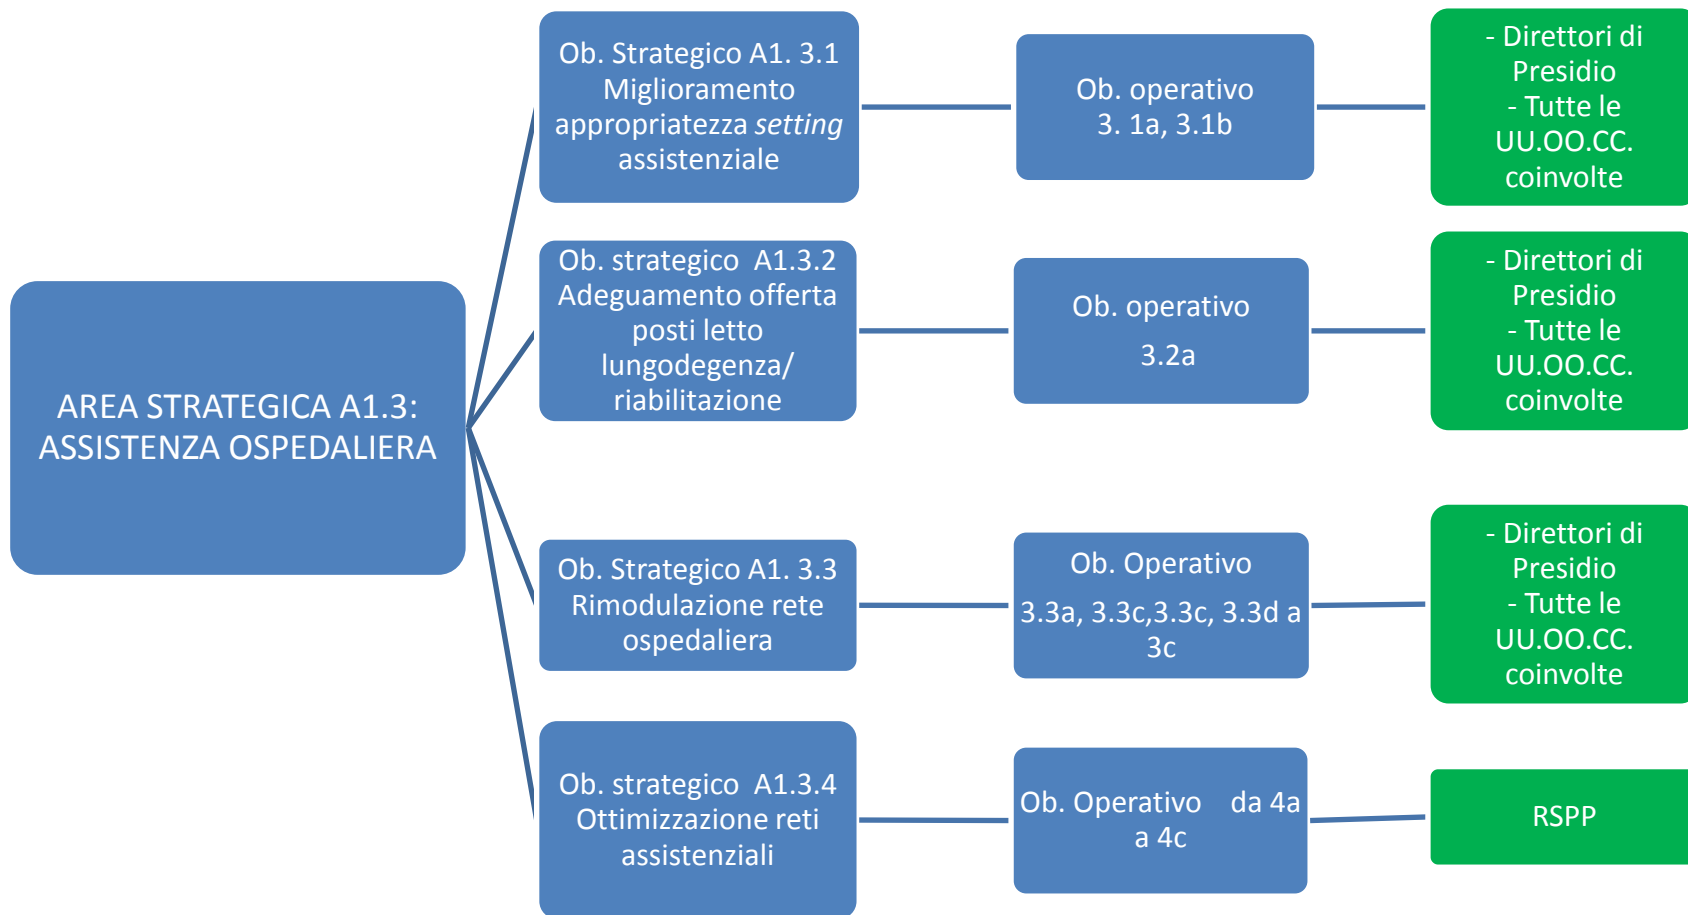 AREA STRATEGICA A1.3:
ASSISTENZA OSPEDALIERA
Ob. Strategico A1. 3.1
Miglioramento
appropriatezza setting
assistenziale
Ob. operativo
3. 1a, 3.1b
- Direttori di
Presidio
- Tutte le
UU.OO.CC.
coinvolte
Ob. strategico  A1.3.2
Adeguamento offerta
posti letto
lungodegenza/
riabilitazione
Ob. operativo
3.2a
- Direttori di
Presidio
- Tutte le
UU.OO.CC.
coinvolte
Ob. Strategico A1. 3.3
Rimodulazione rete
ospedaliera
Ob. Operativo
3.3a, 3.3c,3.3c, 3.3d a
3c
- Direttori di
Presidio
- Tutte le
UU.OO.CC.
coinvolte
Ob. strategico  A1.3.4
Ottimizzazione reti
assistenziali
Ob. Operativo    da 4a
a 4c
RSPP